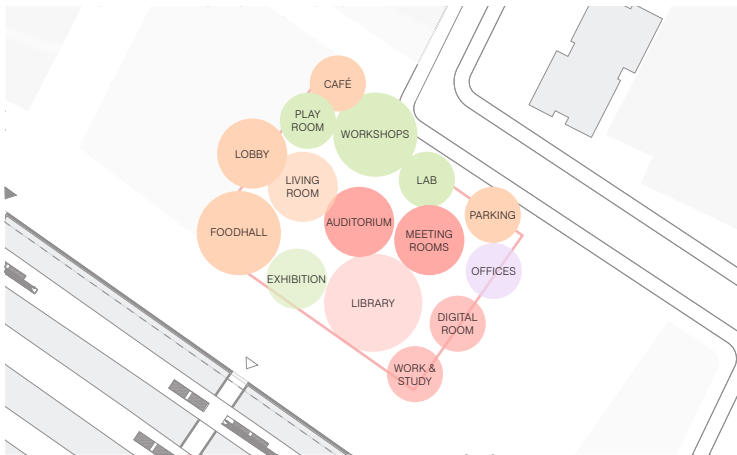 CAFÉ
PLAY
ROOM
WORKSHOPS
LOBBY
LIVING
ROOM
LAB
AUDITORIUM
PARKING
FOODHALL
MEETING
ROOMS
EXHIBITION
OFFICES
LIBRARY
DIGITAL
ROOM
WORK &
STUDY